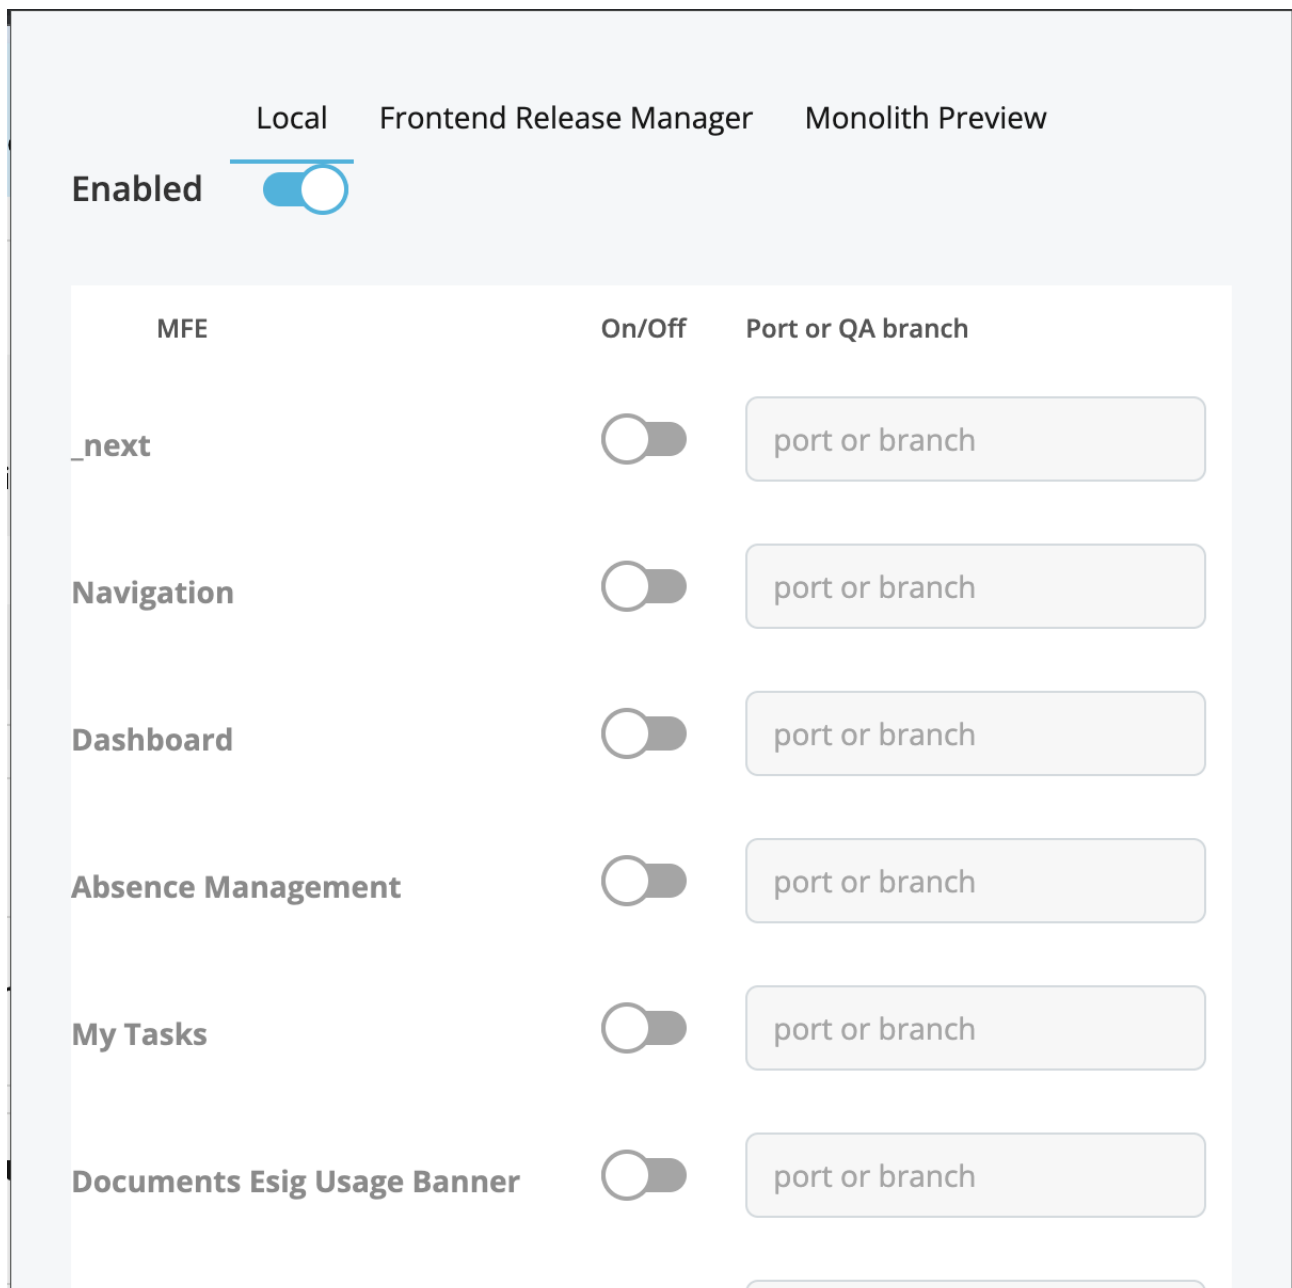 Local Frontend Release Manager Monolith Preview
Enabled
MFE On/Off Port or QA branch
_next port or branch
Navigation port or branch
Dashboard port or branch
Absence Management port or branch
My Tasks port or branch
Documents Esig Usage Banner port or branch